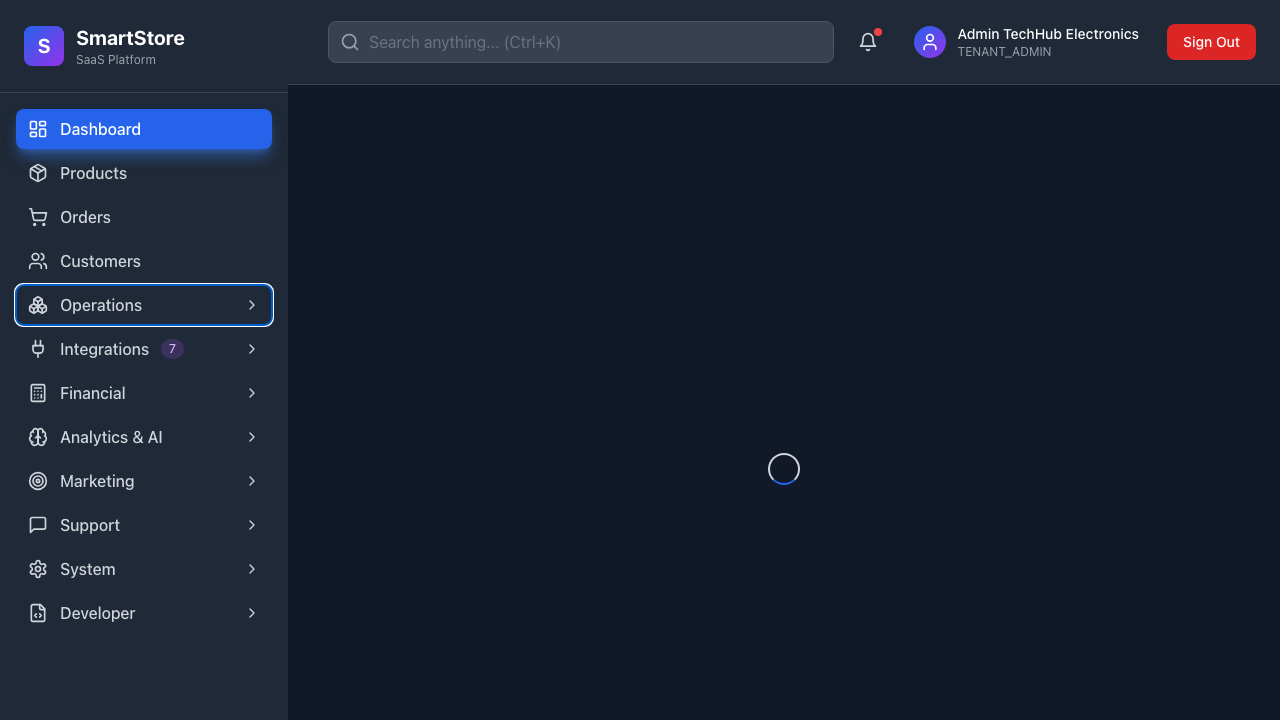 S
SmartStore
SaaS Platform
Search anything... (Ctrl+K)
Admin TechHub Electronics
TENANT_ADMIN
Sign Out
Dashboard
Products
Orders
Customers
Operations
Integrations 7
Financial
Analytics & AI
Marketing
Support
System
Developer